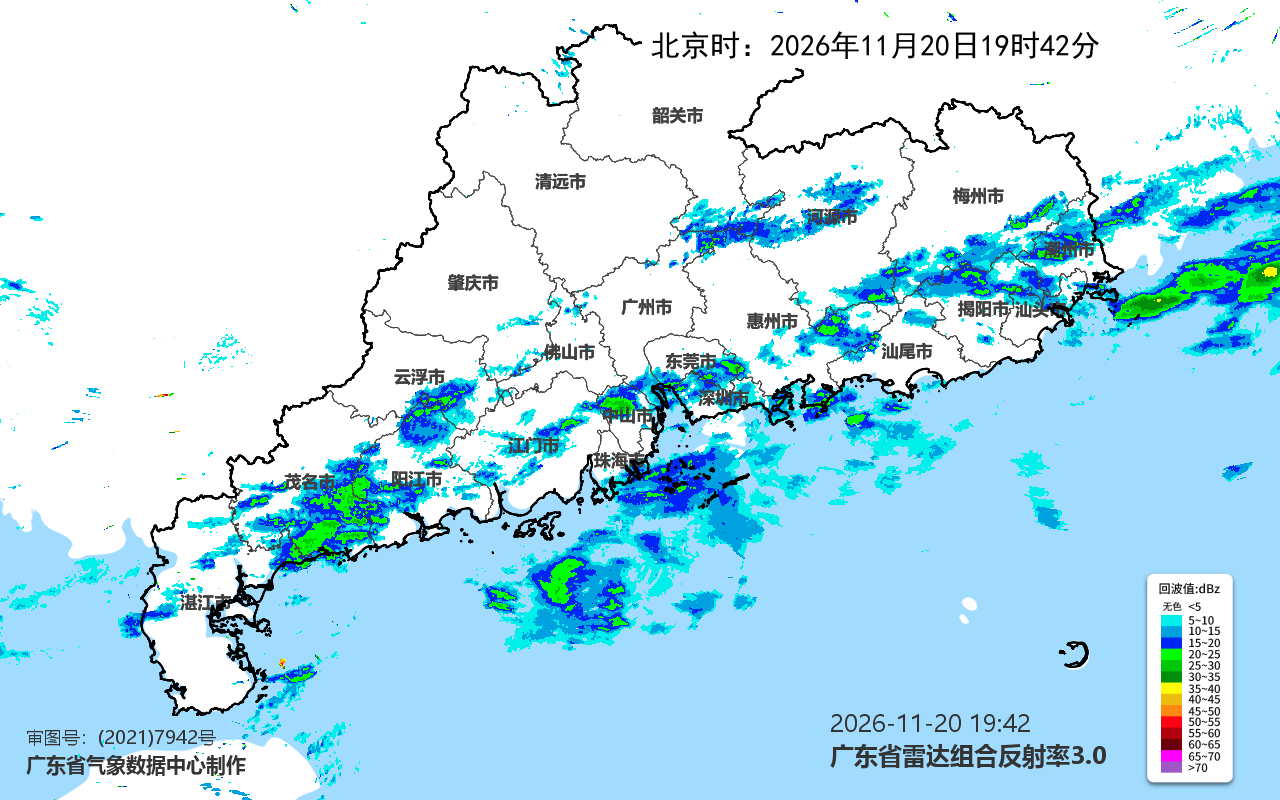 北京时：2026年11月20日19时42分
韶关市
清远市
梅州市
河源市
潮州市
肇庆市
广州市
惠州市
揭阳市
汕头
佛山市
东莞市
汕尾市
云浮市
深圳市
中山市
江门市
珠海市
茂名市
阳江市
湛江市
回波值:dBz
无色 <5
5~10
10~15
15~20
20~25
25~30
30~35
35~40
40~45
45~50
50~55
55~60
60~65
65~70
>70
2026-11-20 19:42
广东省雷达组合反射率3.0
审图号：(2021)7942号
广东省气象数据中心制作